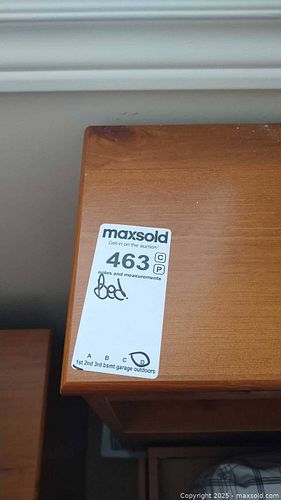 maxsold
Get in on the auction!
463 C
P
notes and measurements
Bed.
A B C D
1st 2nd 3rd bsmt garage outdoors
Copyright 2025 - maxsold.com